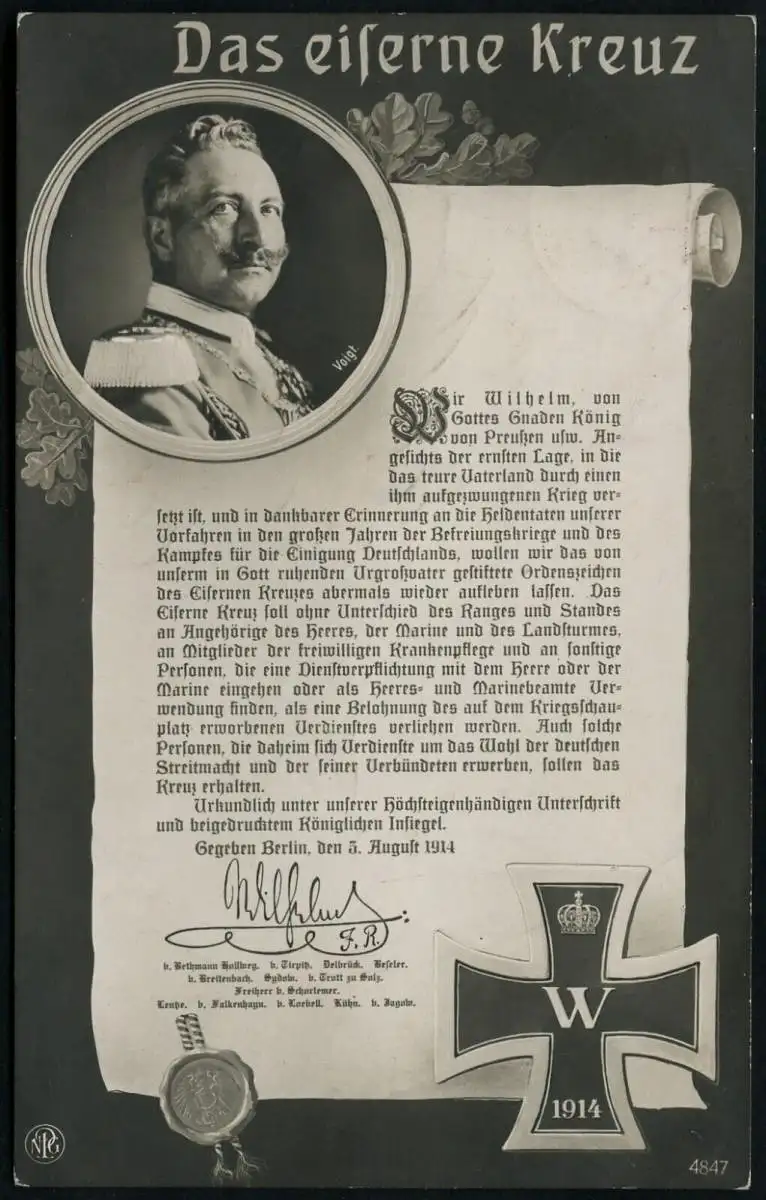 Das eiſerne Kreuz
Voigt.
Wir Wilhelm, von
Gottes Gnaden König
von Preußen uſw. An=
geſichts der ernſten Lage, in die
das teure Vaterland durch einen
ihm aufgezwungenen Krieg ver=
ſetzt iſt, und in dankbarer Erinnerung an die Heldentaten unſerer
Vorfahren in den großen Jahren der Befreiungskriege und des
Kampfes für die Einigung Deutſchlands, wollen wir das von
unſerm in Gott ruhenden Urgroßvater geſtiftete Ordenszeichen
des Eiſernen Kreuzes abermals wieder aufleben laſſen. Das
Eiſerne Kreuz ſoll ohne Unterſchied des Ranges und Standes
an Angehörige des Heeres, der Marine und des Landſturmes,
an Mitglieder der freiwilligen Krankenpflege und an ſonſtige
Perſonen, die eine Dienſtverpflichtung mit dem Heere oder der
Marine eingehen oder als Heeres= und Marinebeamte Ver=
wendung finden, als eine Belohnung des auf dem Kriegsſchau=
platz erworbenen Verdienſtes verliehen werden. Auch ſolche
Perſonen, die daheim ſich Verdienſte um das Wohl der deutſchen
Streitmacht und der ſeiner Verbündeten erwerben, ſollen das
Kreuz erhalten.
Urkundlich unter unſerer Höchſteigenhändigen Unterſchrift
und beigedrucktem Königlichen Inſiegel.
Gegeben Berlin, den 5. Auguſt 1914
Wilhelm
J. R.
v. Bethmann Hollweg. v. Tirpitz. Delbrück. Beſeler.
v. Breitenbach. Sydow. v. Trott zu Solz.
Freiherr v. Schorlemer.
Lentze. v. Falkenhayn. v. Loebell. Kühn. v. Jagow.
W
1914
NPG
4847